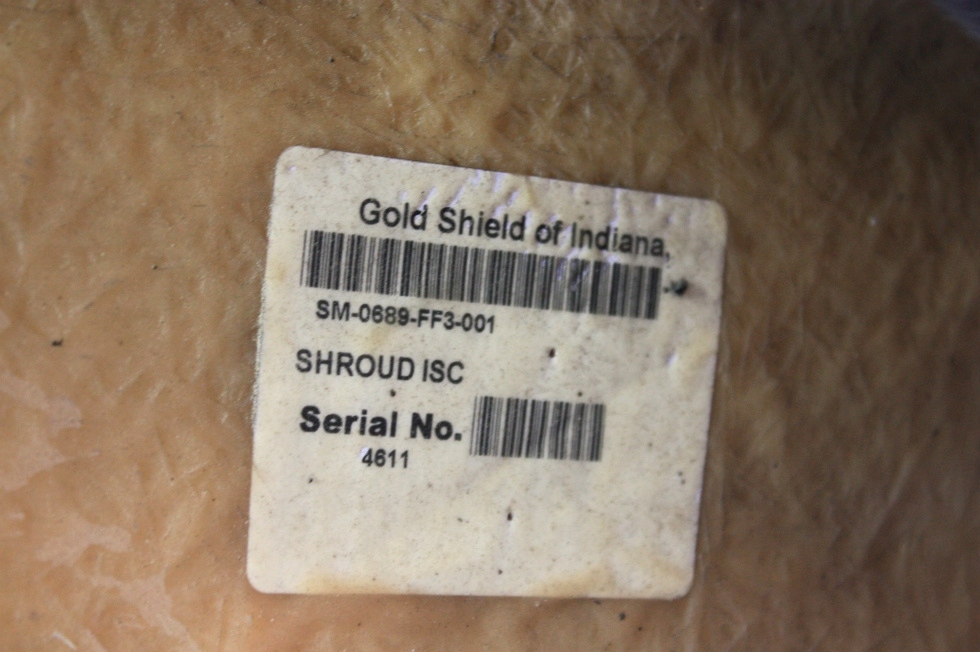 Gold Shield of Indiana,
SM-0689-FF3-001
SHROUD ISC
Serial No.
4611